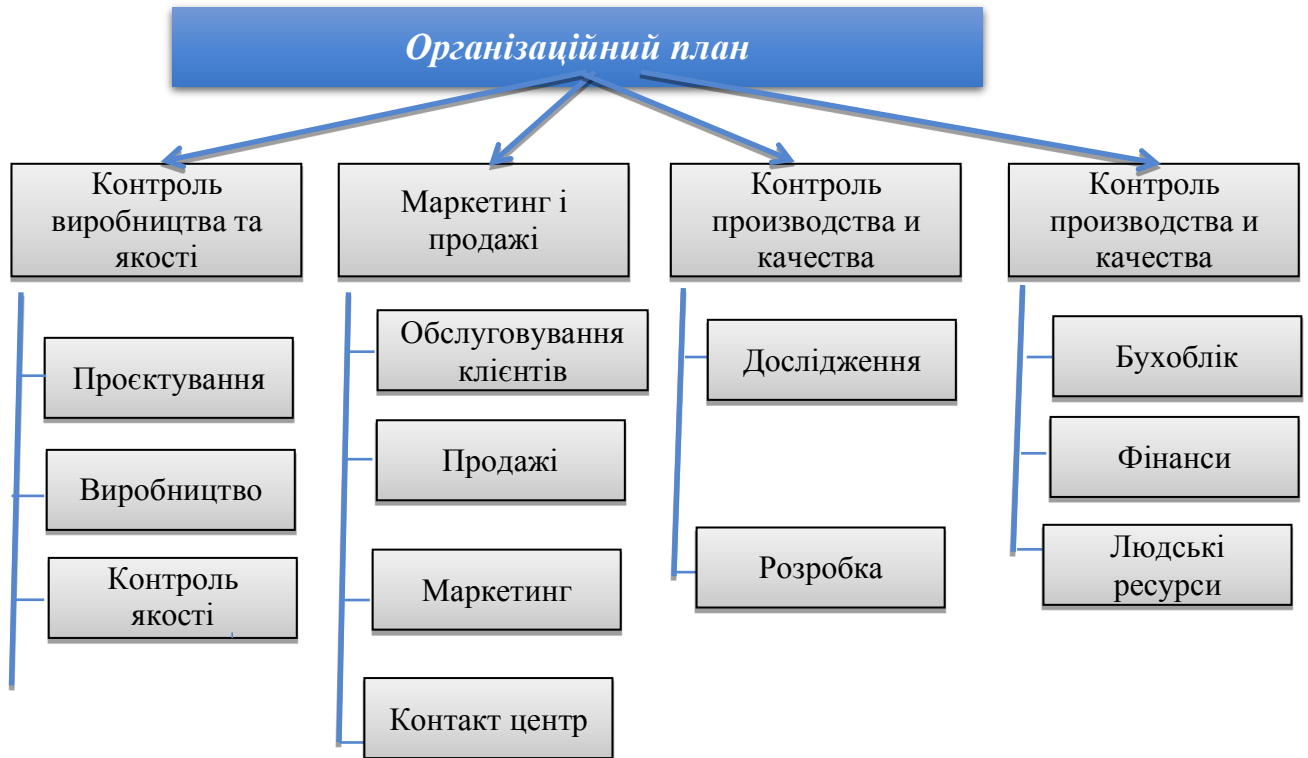 Організаційний план
Контроль
виробництва та
якості
Маркетинг і
продажі
Контроль
производства и
качества
Контроль
производства и
качества
Проєктування
Виробництво
Контроль
якості
Обслуговування
клієнтів
Продажі
Маркетинг
Контакт центр
Дослідження
Розробка
Бухоблік
Фінанси
Людські
ресурси